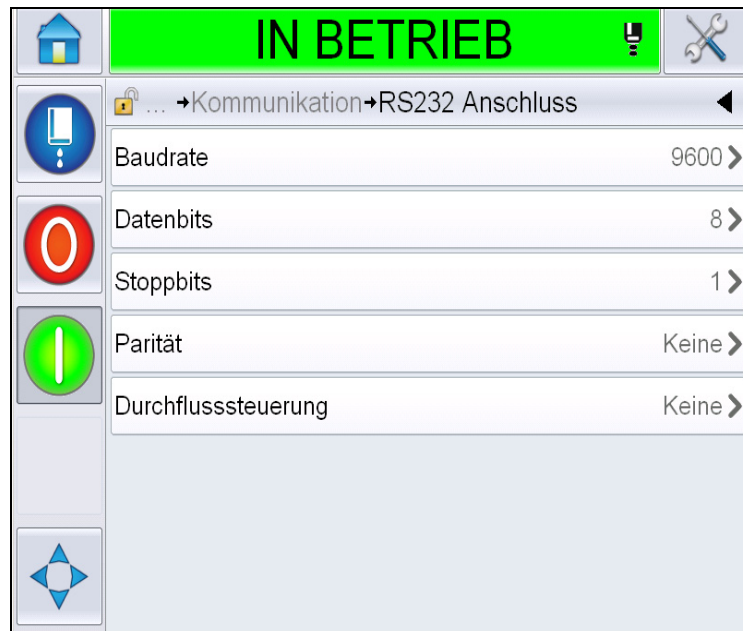 IN BETRIEB
... →Kommunikation→RS232 Anschluss
Baudrate 9600
Datenbits 8
Stoppbits 1
Parität Keine
Durchflusssteuerung Keine